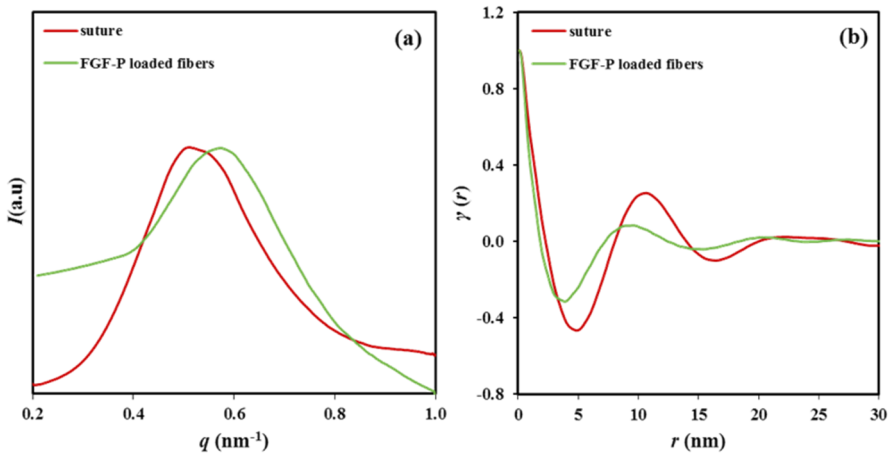 (a)
suture
FGF-P loaded fibers
I(a.u)
0.2 0.4 0.6 0.8 1.0
q (nm⁻¹)
(b)
suture
FGF-P loaded fibers
γ (r)
1.2
0.8
0.4
0.0
-0.4
-0.8
0 5 10 15 20 25 30
r (nm)